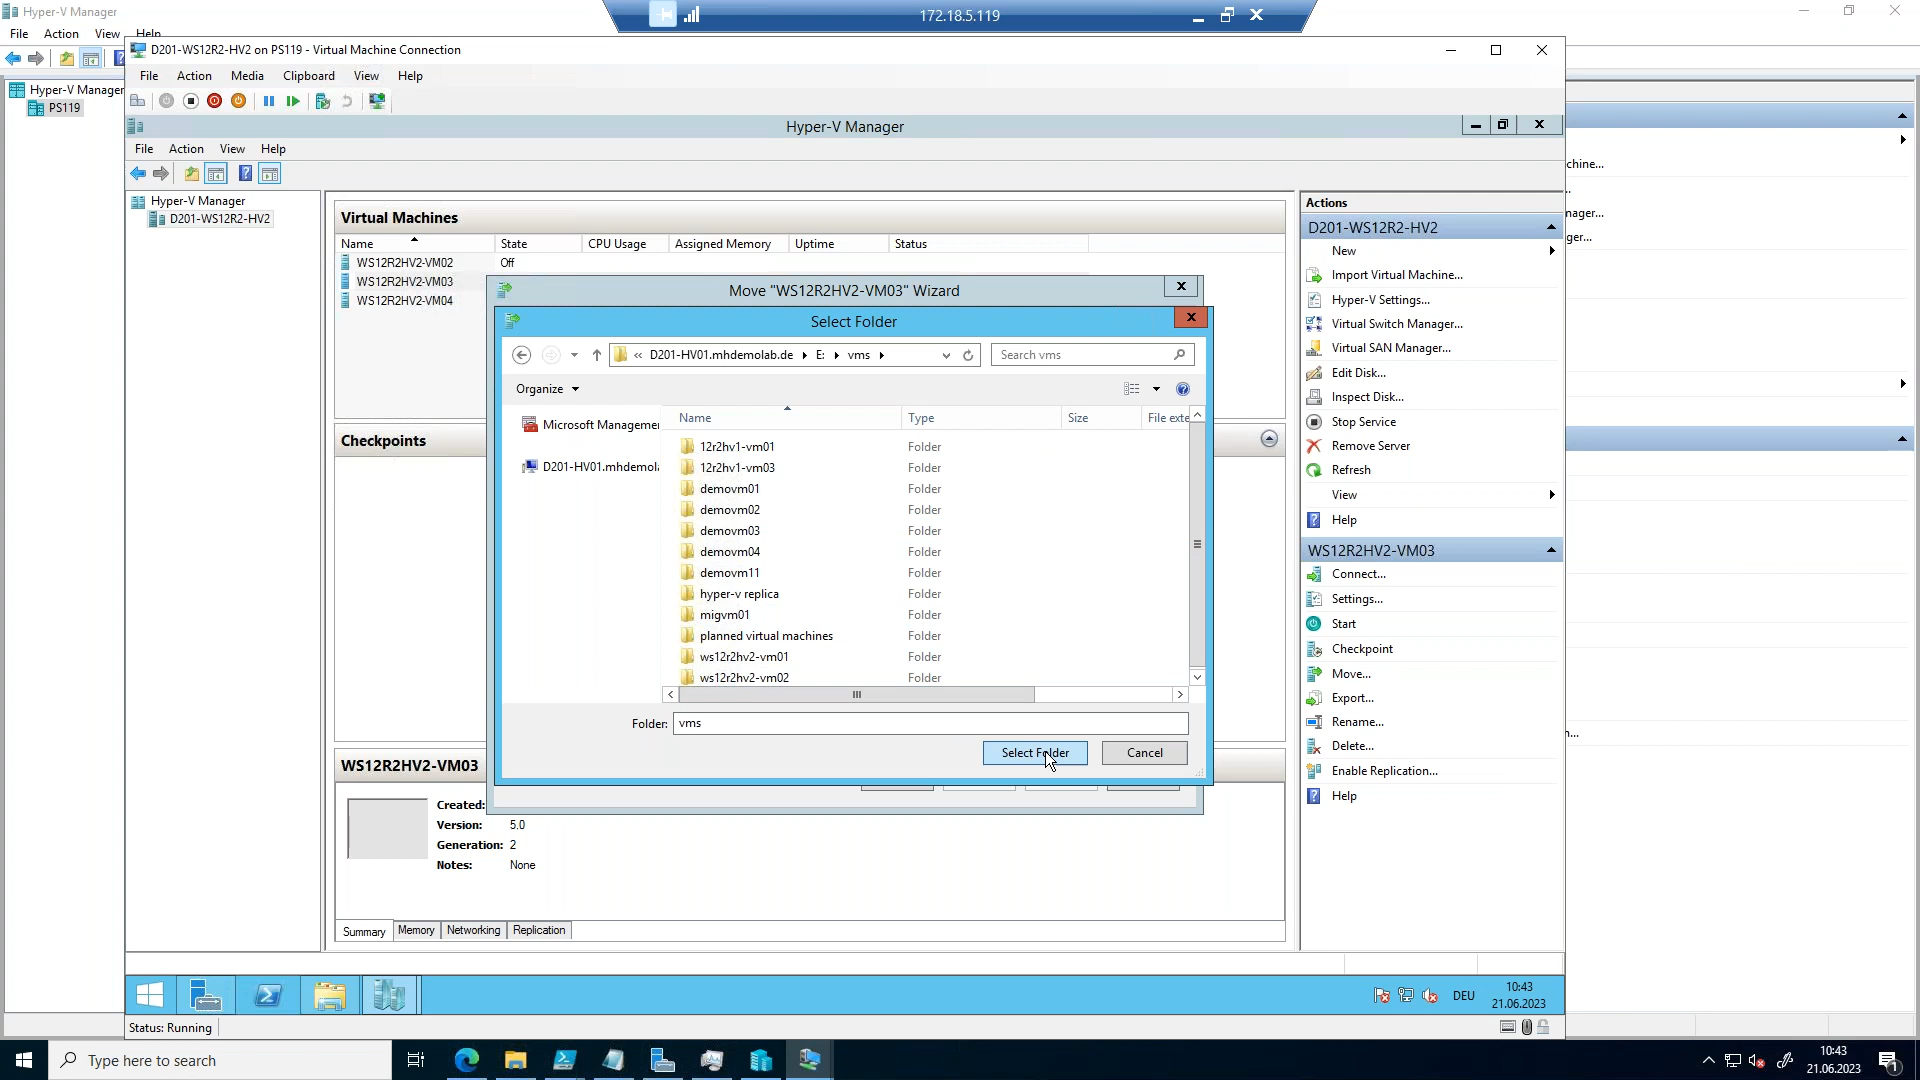 Hyper-V Manager
172.18.5.119
File Action View Help
D201-WS12R2-HV2 on PS119 - Virtual Machine Connection
File Action Media Clipboard View Help
Hyper-V Manager
PS119
Hyper-V Manager
File Action View Help
Hyper-V Manager
D201-WS12R2-HV2
Virtual Machines
Name State CPU Usage Assigned Memory Uptime Status
WS12R2HV2-VM02 Off
WS12R2HV2-VM03
WS12R2HV2-VM04
Move "WS12R2HV2-VM03" Wizard
Select Folder
« D201-HV01.mhdemolab.de E: vms
Search vms
Organize
Microsoft Managemen
D201-HV01.mhdemola
Name Type Size File exte
12r2hv1-vm01 Folder
12r2hv1-vm03 Folder
demovm01 Folder
demovm02 Folder
demovm03 Folder
demovm04 Folder
demovm11 Folder
hyper-v replica Folder
migvm01 Folder
planned virtual machines Folder
ws12r2hv2-vm01 Folder
ws12r2hv2-vm02 Folder
Folder: vms
Select Folder Cancel
Checkpoints
WS12R2HV2-VM03
Created:
Version: 5.0
Generation: 2
Notes: None
Summary Memory Networking Replication
Actions
D201-WS12R2-HV2
New
Import Virtual Machine...
Hyper-V Settings...
Virtual Switch Manager...
Virtual SAN Manager...
Edit Disk...
Inspect Disk...
Stop Service
Remove Server
Refresh
View
Help
WS12R2HV2-VM03
Connect...
Settings...
Start
Checkpoint
Move...
Export...
Rename...
Delete...
Enable Replication...
Help
chine...
nager...
ger...
DEU
10:43
21.06.2023
Status: Running
Type here to search
10:43
21.06.2023
1